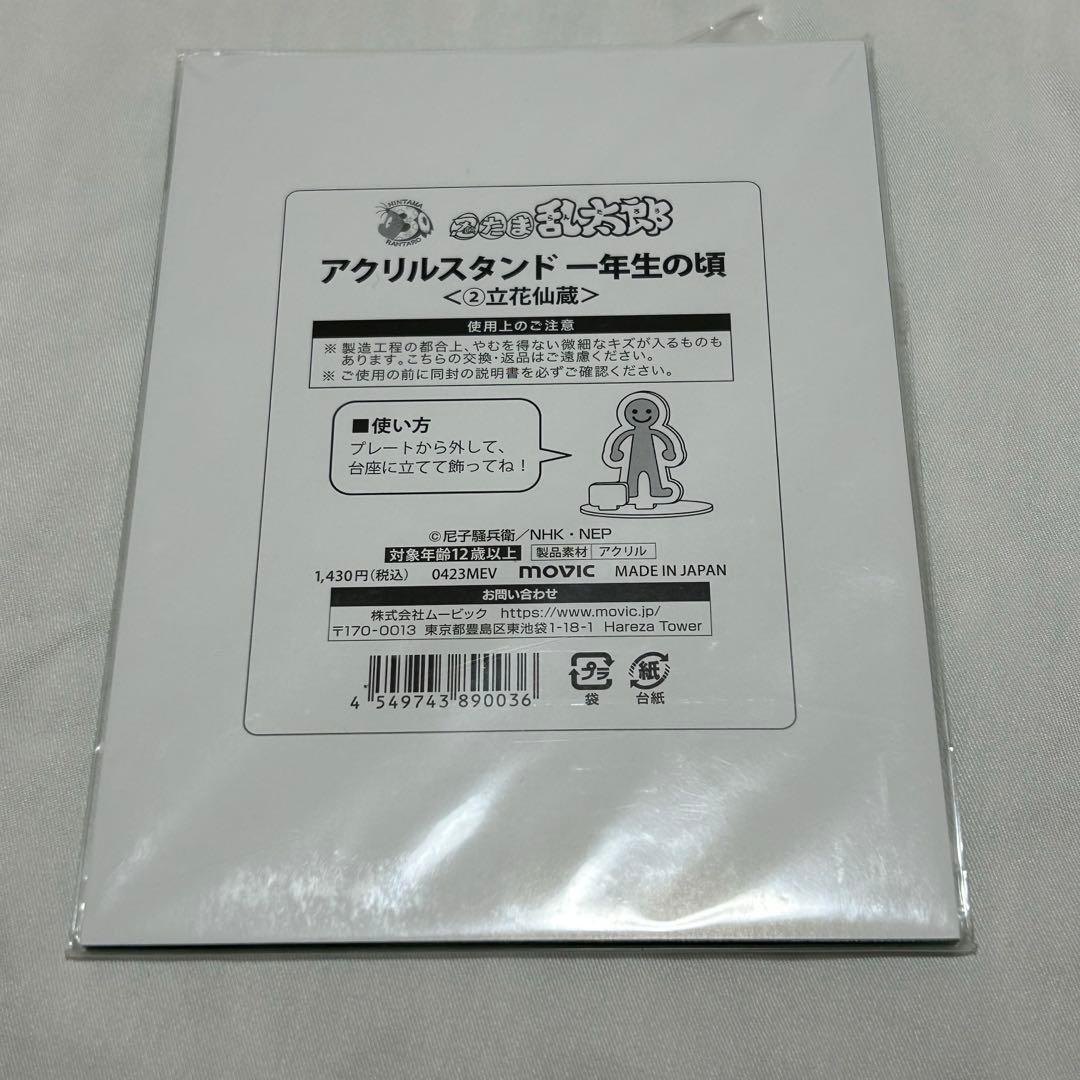 NINTAMA
30
RANTARO
忍たま乱太郎
アクリルスタンド 一年生の頃
＜②立花仙蔵＞
使用上のご注意
※ 製造工程の都合上、やむを得ない微細なキズが入るものも
あります。こちらの交換・返品はご遠慮ください。
※ ご使用の前に同封の説明書を必ずご確認ください。
■使い方
プレートから外して、
台座に立てて飾ってね！
©尼子騒兵衛／NHK・NEP
対象年齢12歳以上 製品素材 アクリル
1,430円（税込） 0423MEV movic MADE IN JAPAN
お問い合わせ
株式会社ムービック https://www.movic.jp/
〒170-0013 東京都豊島区東池袋1-18-1 Hareza Tower
プラ 紙
袋 台紙
4 549743 890036